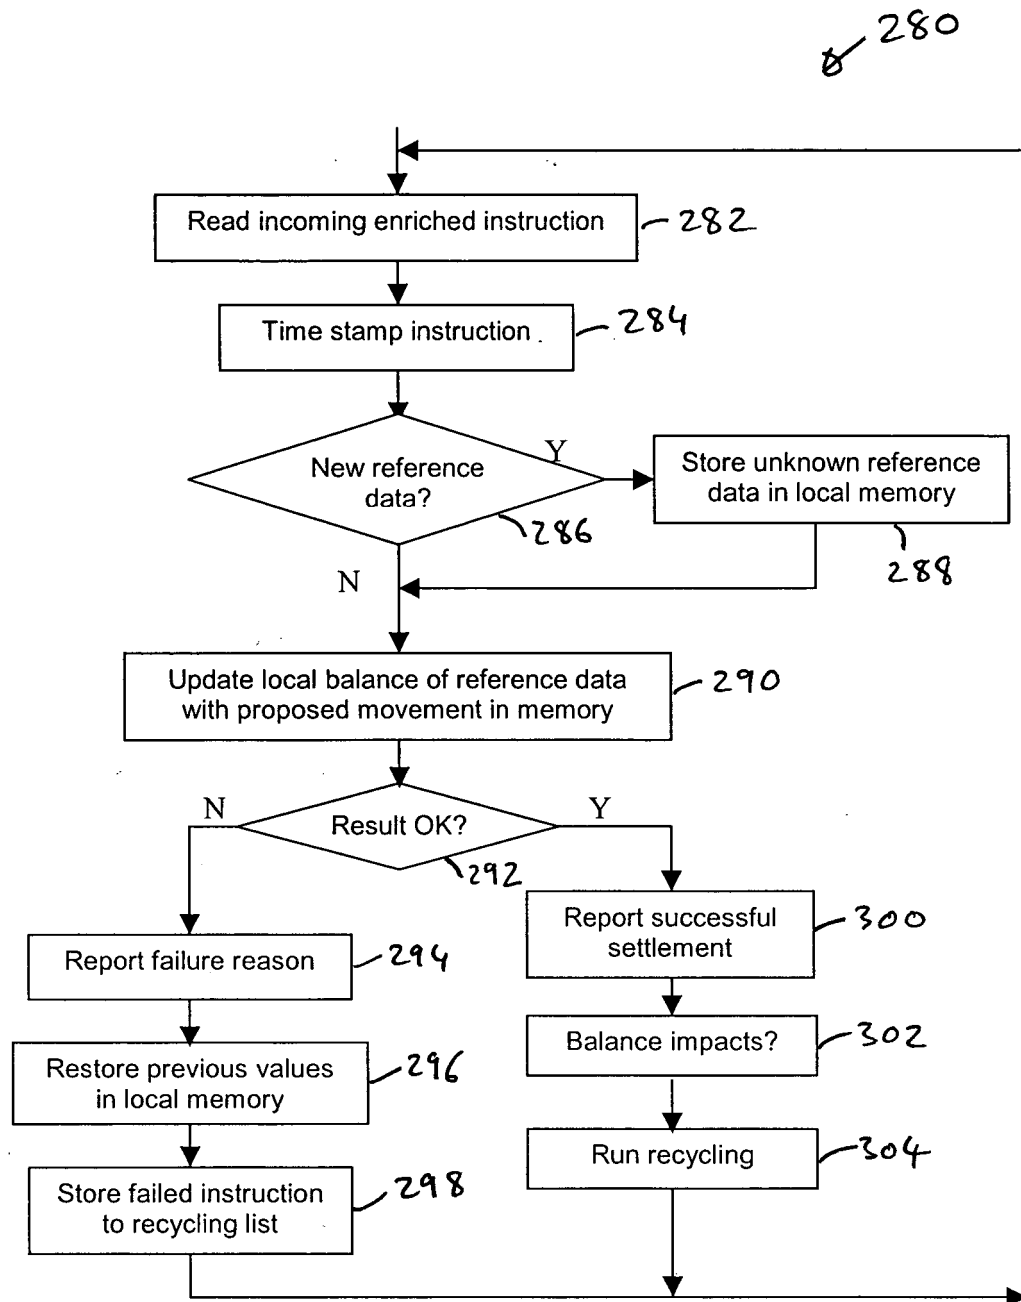 280
Read incoming enriched instruction
282
Time stamp instruction
284
New reference
data?
Y
286
Store unknown reference
data in local memory
288
N
Update local balance of reference data
with proposed movement in memory
290
N
Result OK?
Y
292
Report successful
settlement
300
Report failure reason
294
Balance impacts?
302
Restore previous values
in local memory
296
Run recycling
304
Store failed instruction
to recycling list
298